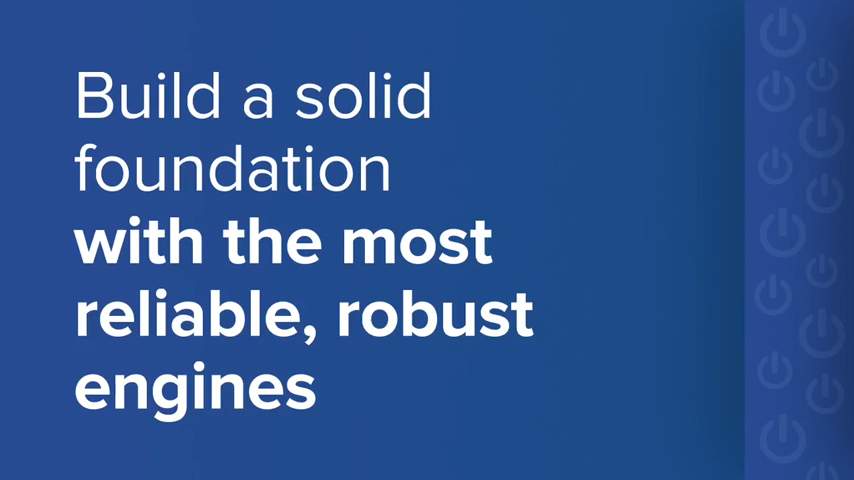 Build a solid
foundation
with the most
reliable, robust
engines